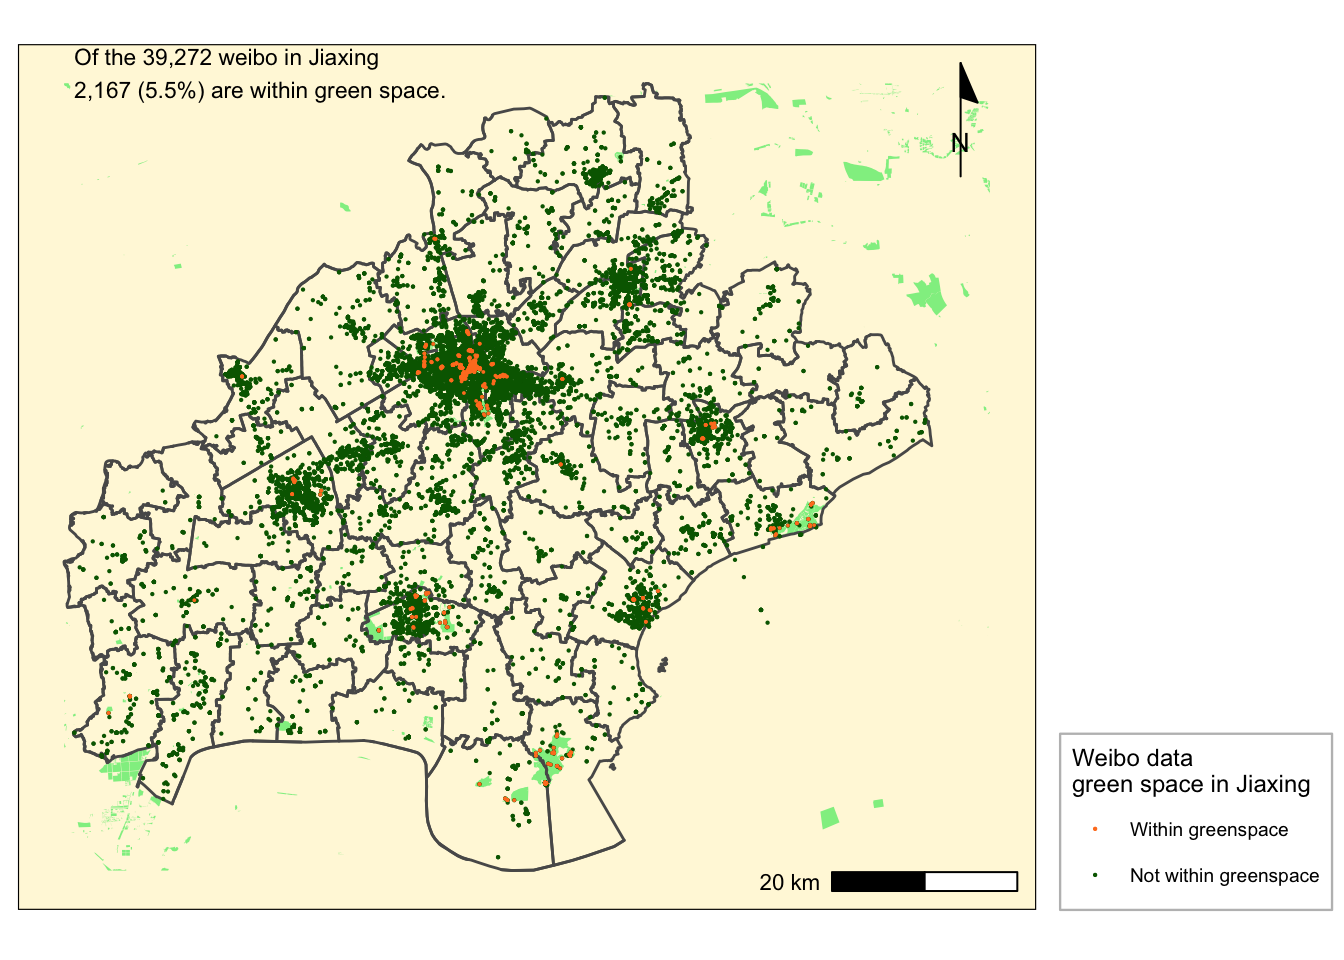 Of the 39,272 weibo in Jiaxing
2,167 (5.5%) are within green space.
N
20 km
Weibo data
green space in Jiaxing
Within greenspace
Not within greenspace